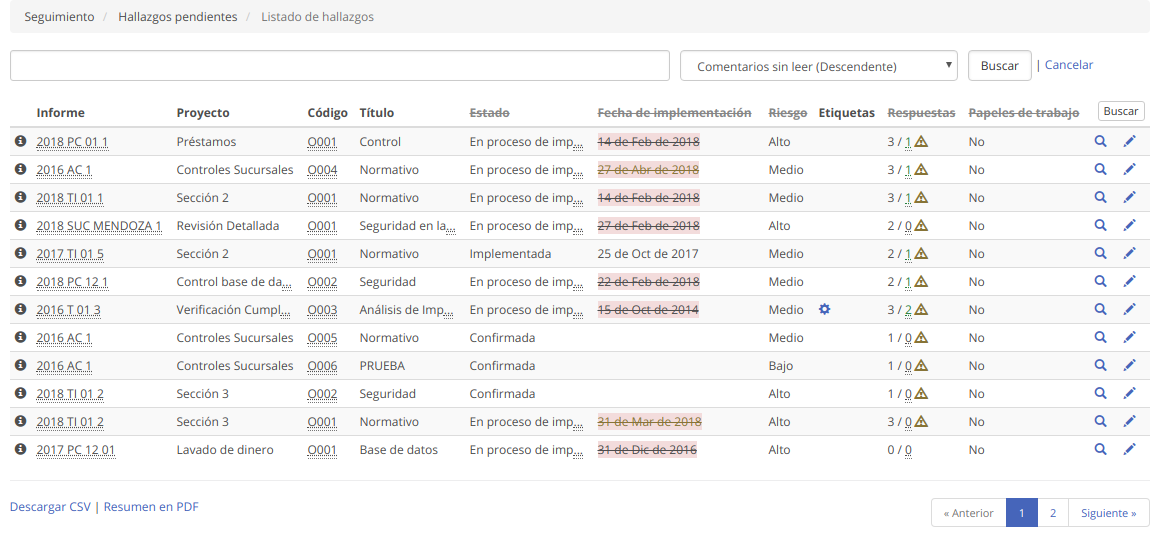 Seguimiento / Hallazgos pendientes / Listado de hallazgos
Comentarios sin leer (Descendente) Buscar | Cancelar
Informe Proyecto Código Título Estado Fecha de implementación Riesgo Etiquetas Respuestas Papeles de trabajo Buscar
2018 PC 01 1 Préstamos O001 Control En proceso de imp... 14 de Feb de 2018 Alto 3 / 1 No
2016 AC 1 Controles Sucursales O004 Normativo En proceso de imp... 27 de Abr de 2018 Medio 3 / 1 No
2018 TI 01 1 Sección 2 O001 Normativo En proceso de imp... 14 de Feb de 2018 Medio 3 / 1 No
2018 SUC MENDOZA 1 Revisión Detallada O001 Seguridad en la... En proceso de imp... 27 de Feb de 2018 Alto 2 / 0 No
2017 TI 01 5 Sección 2 O001 Normativo Implementada 25 de Oct de 2017 Medio 2 / 1 No
2018 PC 12 1 Control base de da... O002 Seguridad En proceso de imp... 22 de Feb de 2018 Medio 2 / 1 No
2016 T 01 3 Verificación Cumpl... O003 Análisis de Imp... En proceso de imp... 15 de Oct de 2014 Medio 3 / 2 No
2016 AC 1 Controles Sucursales O005 Normativo Confirmada Medio 1 / 0 No
2016 AC 1 Controles Sucursales O006 PRUEBA Confirmada Bajo 1 / 0 No
2018 TI 01 2 Sección 3 O002 Seguridad Confirmada Alto 1 / 0 No
2018 TI 01 2 Sección 3 O001 Normativo En proceso de imp... 31 de Mar de 2018 Alto 3 / 0 No
2017 PC 12 01 Lavado de dinero O001 Base de datos En proceso de imp... 31 de Dic de 2016 Alto 0 / 0 No
Descargar CSV | Resumen en PDF
« Anterior 1 2 Siguiente »